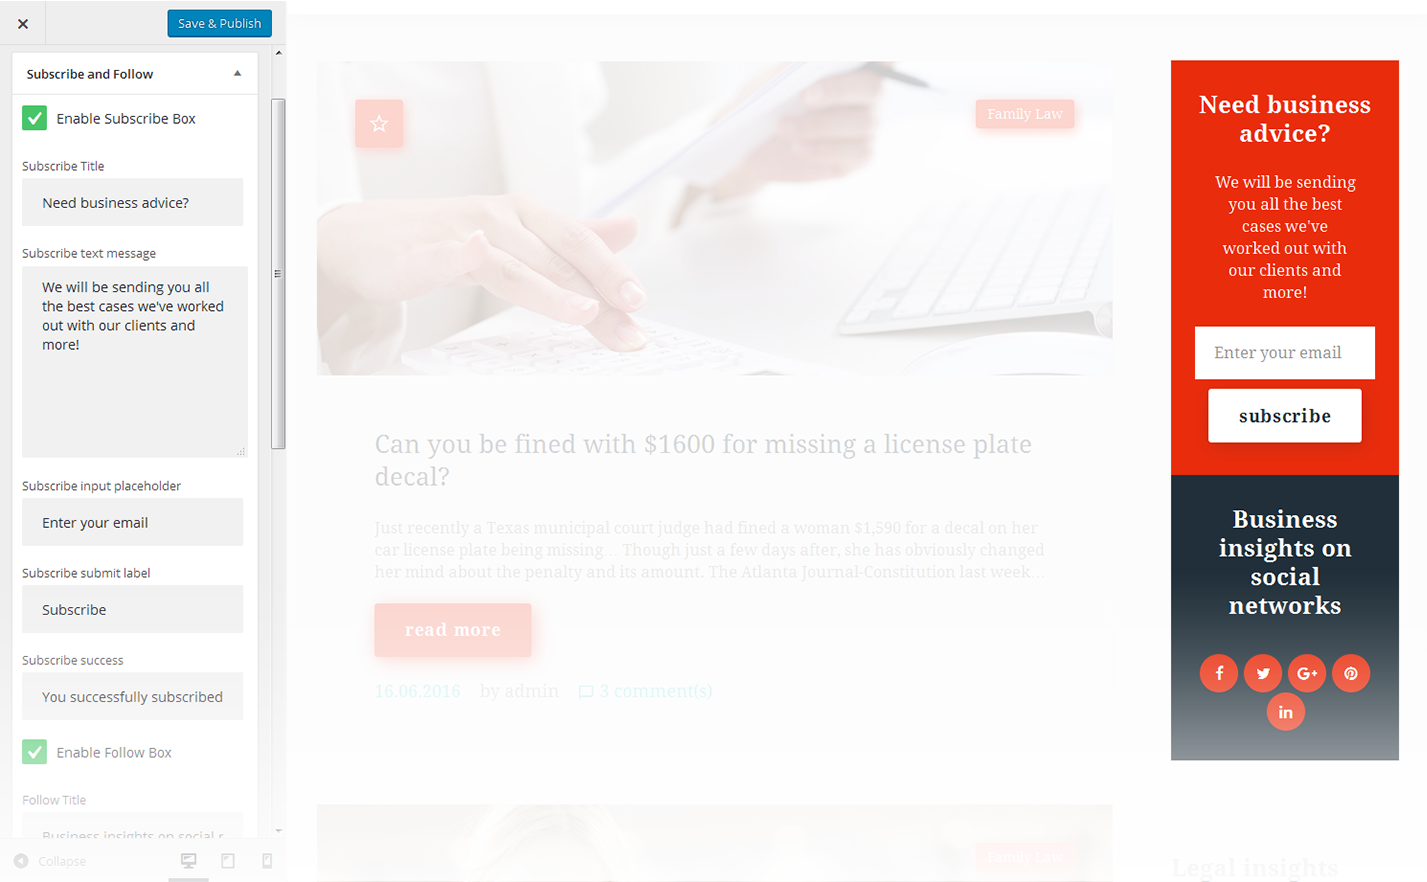 Save & Publish
Subscribe and Follow
Enable Subscribe Box
Subscribe Title
Need business advice?
Subscribe text message
We will be sending you all
the best cases we've worked
out with our clients and
more!
Subscribe input placeholder
Enter your email
Subscribe submit label
Subscribe
Subscribe success
You successfully subscribed
Enable Follow Box
Follow Title
Business insights on social r
Collapse
Family Law
Can you be fined with $1600 for missing a license plate
decal?
Just recently a Texas municipal court judge had fined a woman $1,590 for a decal on her
car license plate being missing... Though just a few days after, she has obviously changed
her mind about the penalty and its amount. The Atlanta Journal-Constitution last week...
read more
16.06.2016 by admin 3 comment(s)
Family Law
Need business
advice?
We will be sending
you all the best
cases we've
worked out with
our clients and
more!
Enter your email
subscribe
Business
insights on
social
networks
Legal insights